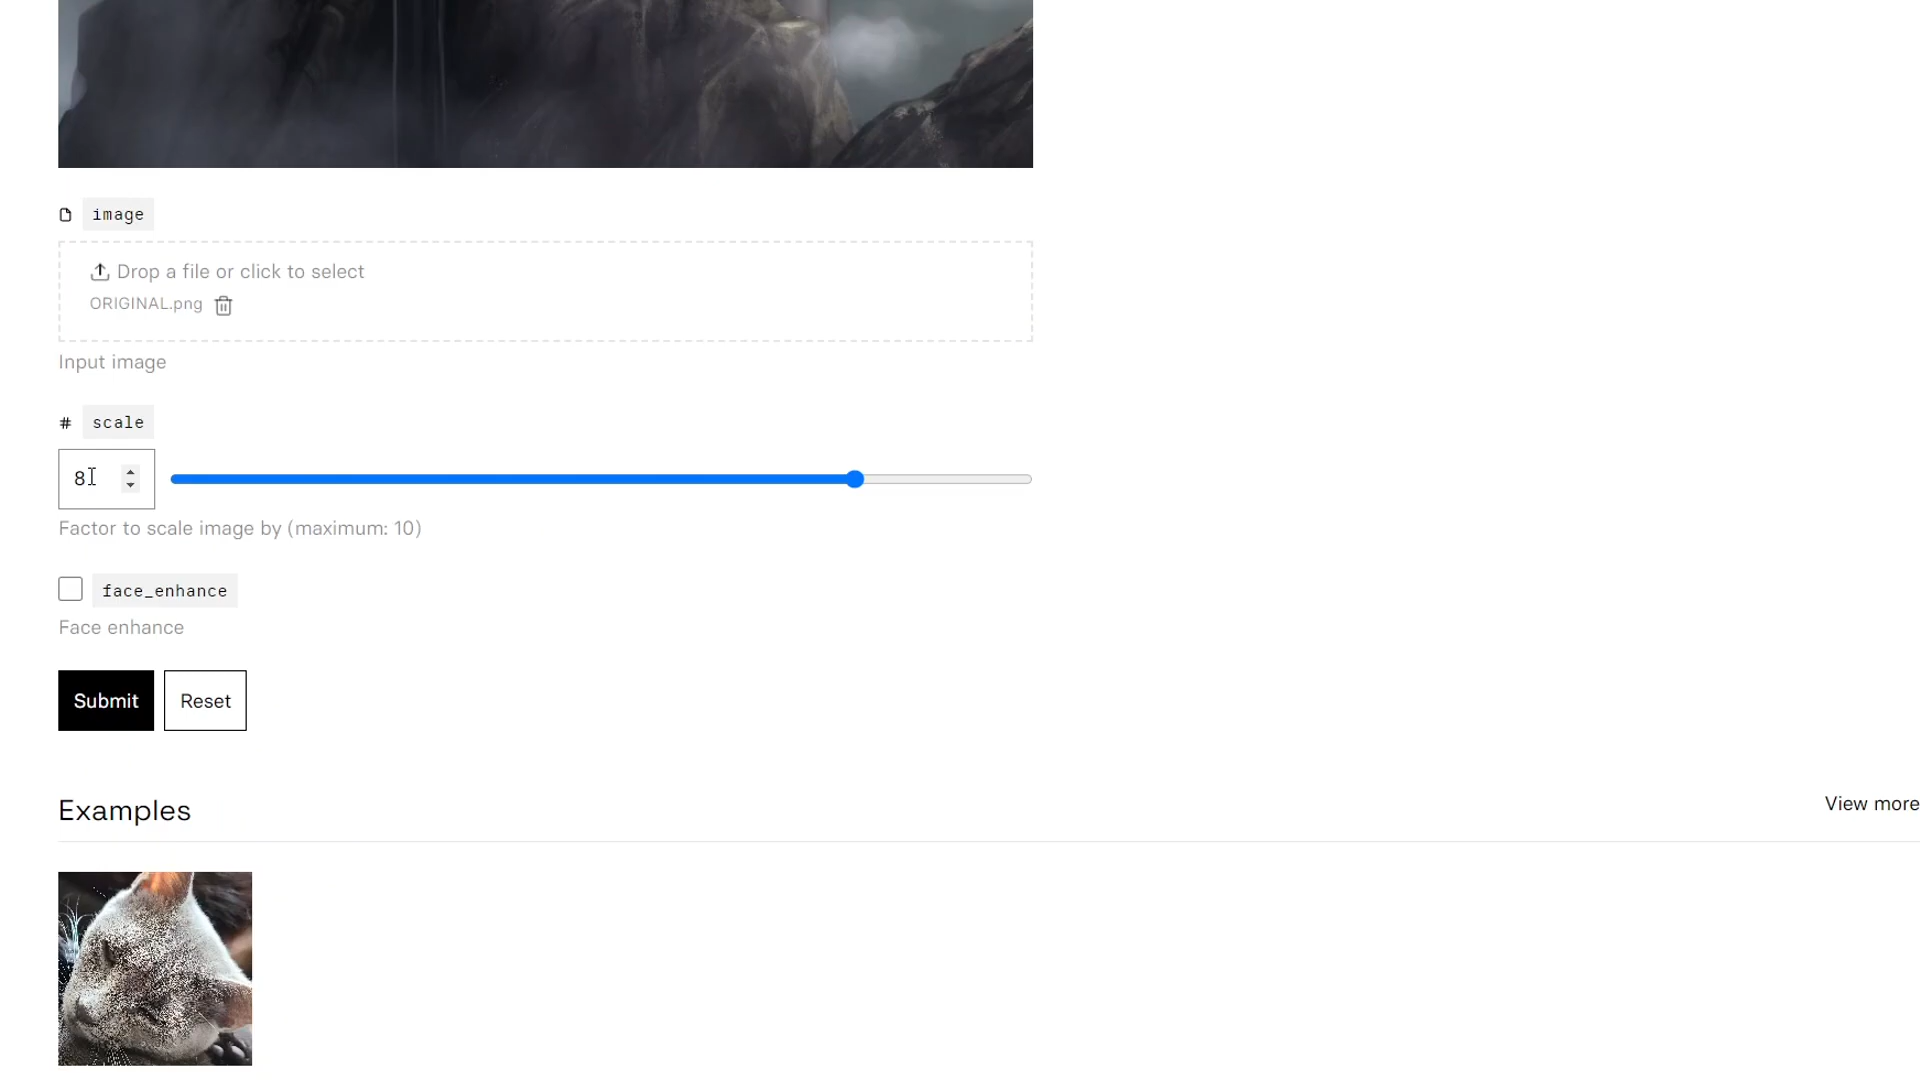 image
Drop a file or click to select
ORIGINAL.png
Input image
# scale
8
Factor to scale image by (maximum: 10)
face_enhance
Face enhance
Submit Reset
Examples View more